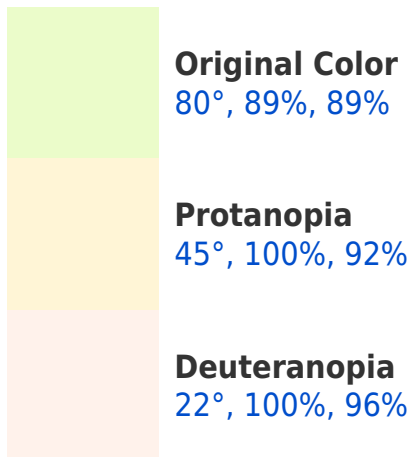 Original Color
80°, 89%, 89%
Protanopia
45°, 100%, 92%
Deuteranopia
22°, 100%, 96%